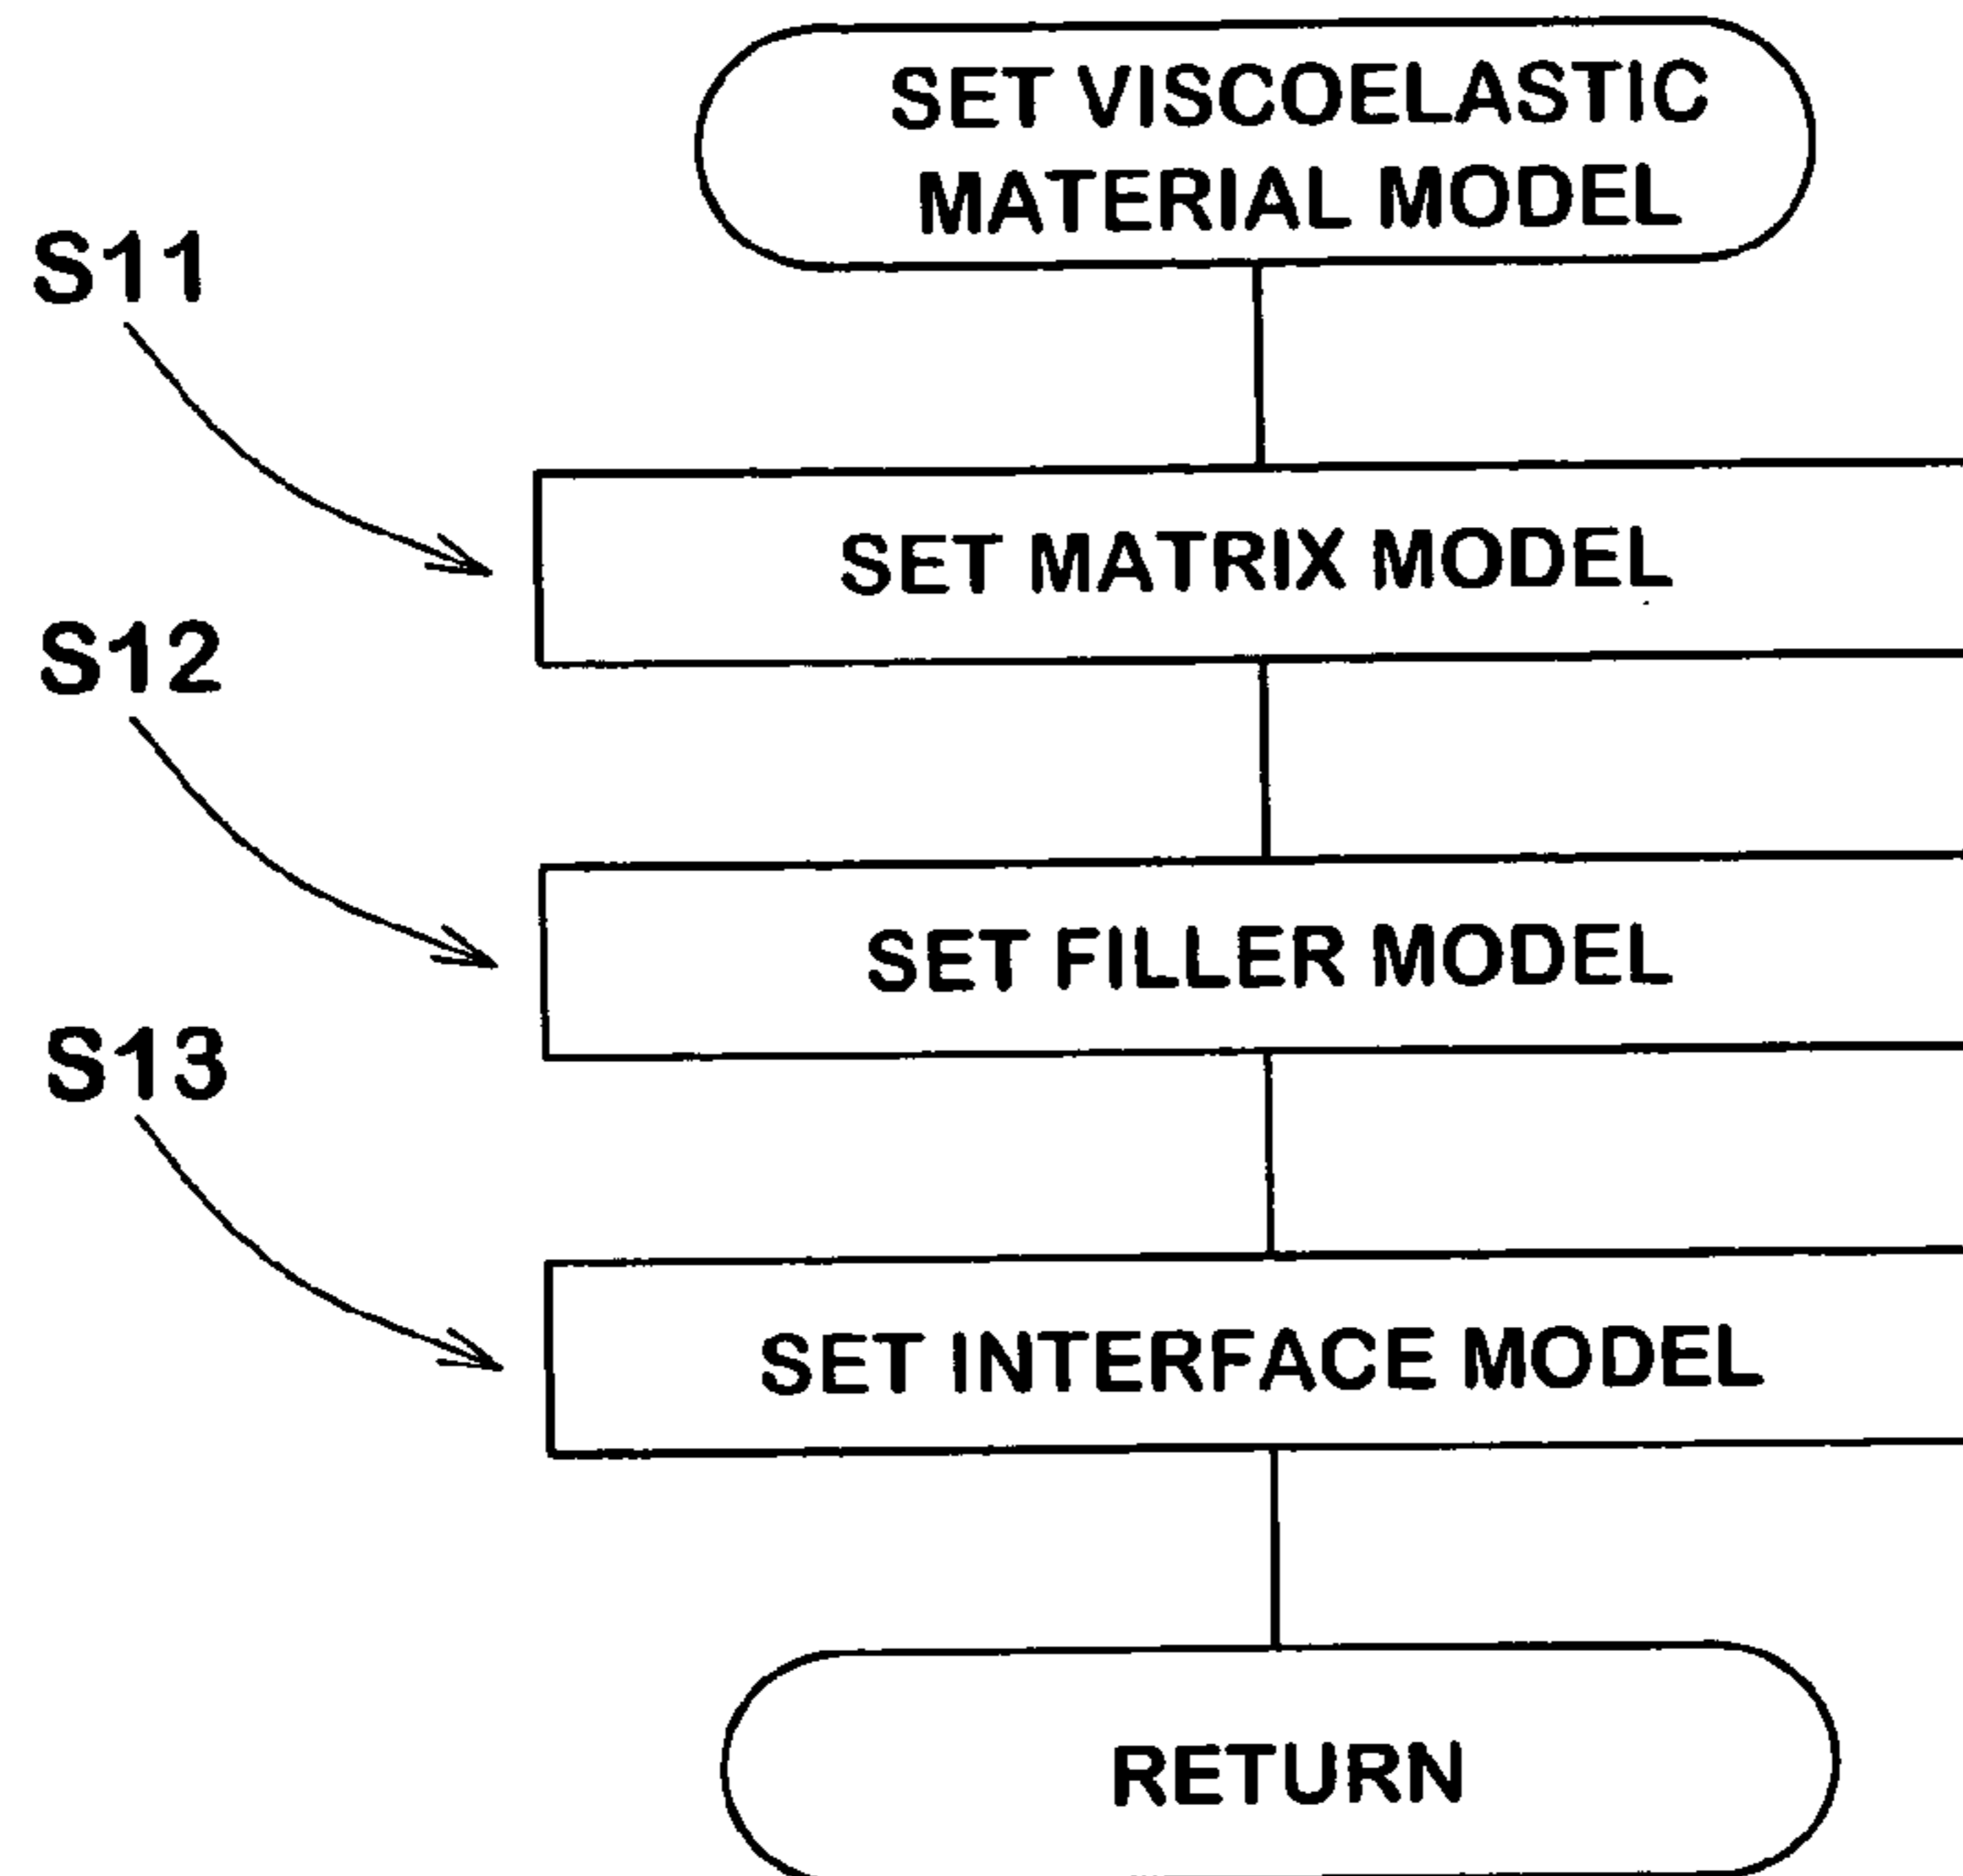 SET VISCOELASTIC
MATERIAL MODEL
S11
SET MATRIX MODEL
S12
SET FILLER MODEL
S13
SET INTERFACE MODEL
RETURN